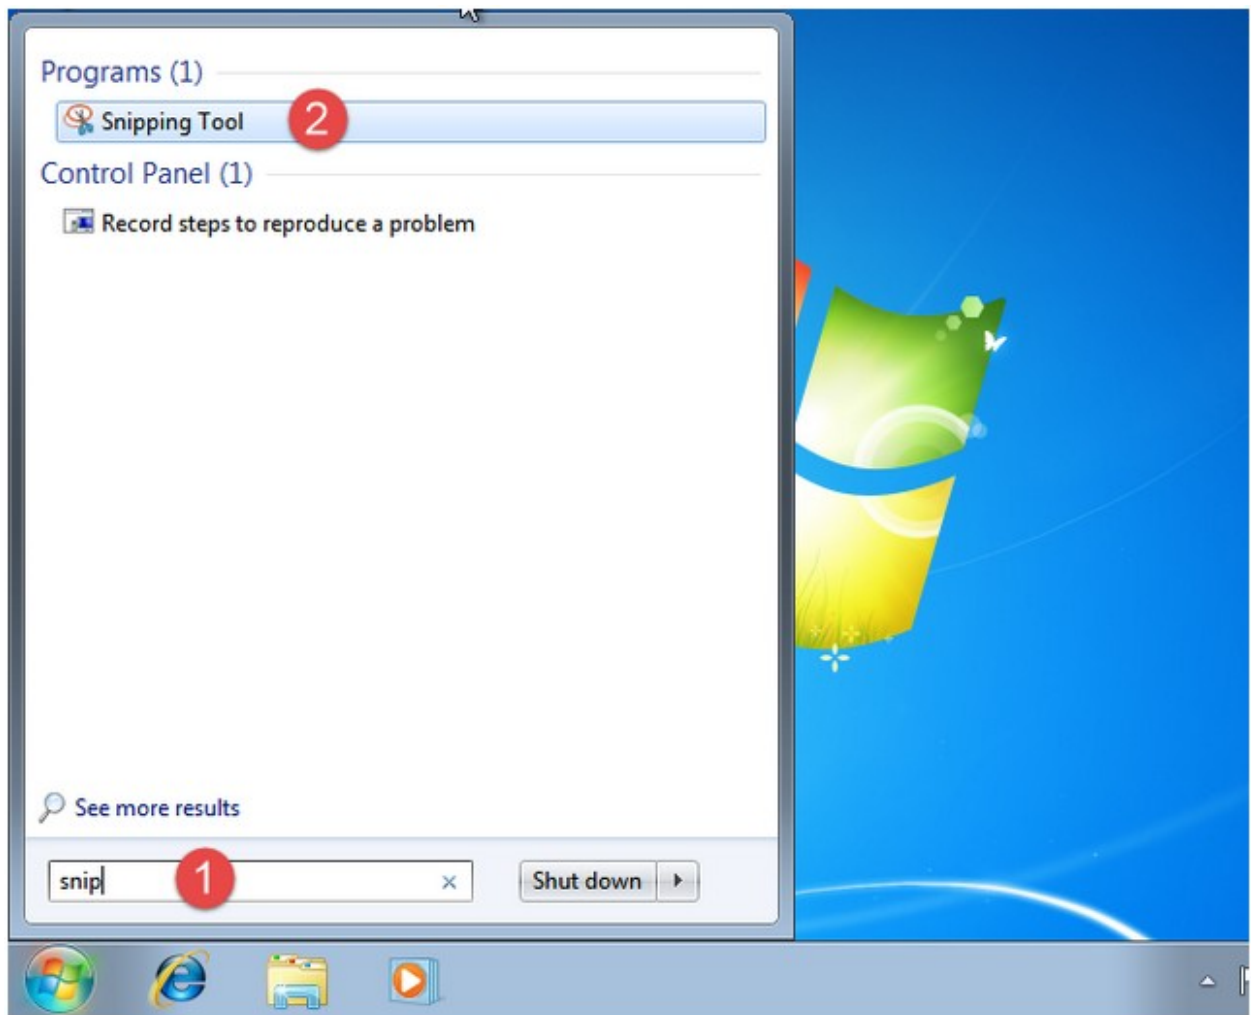 Programs (1)
Snipping Tool 2
Control Panel (1)
Record steps to reproduce a problem
See more results
snip 1 Shut down